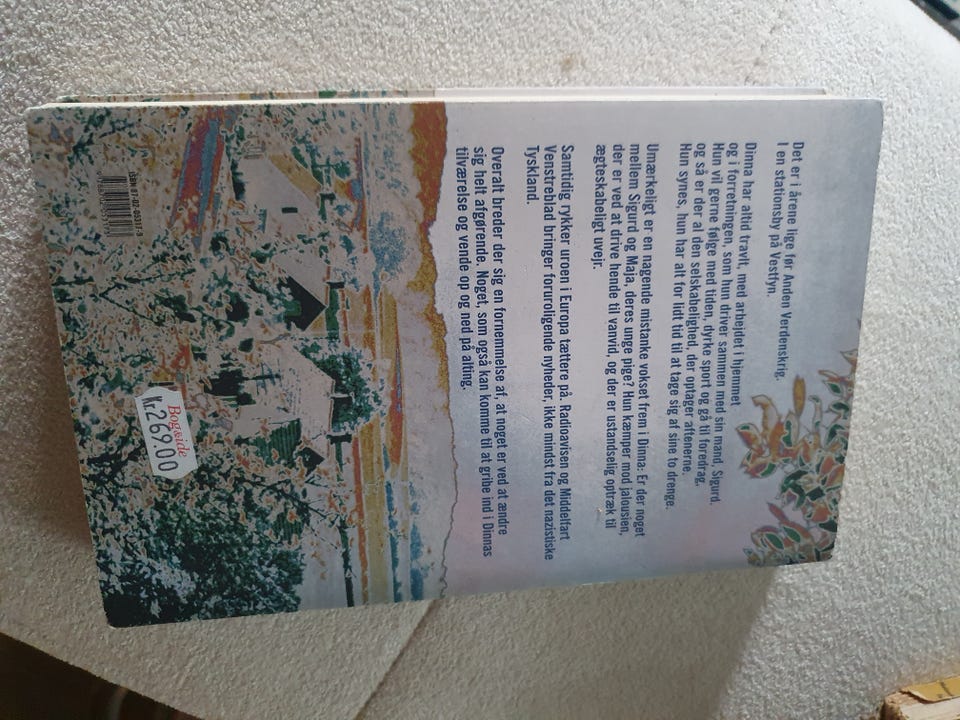 Det er i årene lige før Anden Verdenskrig.
I en stationsby på Vestfyn.
Dinna har altid travlt, med arbejdet i hjemmet
og i forretningen, som hun driver sammen med sin mand, Sigurd.
Hun vil gerne følge med tiden, dyrke sport og gå til foredrag,
og så er der al den selskabelighed, der optager aftenerne.
Hun synes, hun har alt for lidt tid til at tage sig af sine to drenge.
Umærkeligt er en nagende mistanke vokset frem i Dinna: Er der noget
mellem Sigurd og Maja, deres unge pige? Hun kæmper mod jalousien,
der er ved at drive hende til vanvid, og der er ustandselig optræk til
ægteskabeligt uvejr.
Samtidig rykker uroen i Europa tættere på. Radioavisen og Middelfart
Venstreblad bringer foruroligende nyheder, ikke mindst fra det nazistiske
Tyskland.
Overalt breder der sig en fornemmelse af, at noget er ved at ændre
sig helt afgørende. Noget, som også kan komme til at gribe ind i Dinnas
tilværelse og vende op og ned på alting.
Bog&ide
Kr.269,00